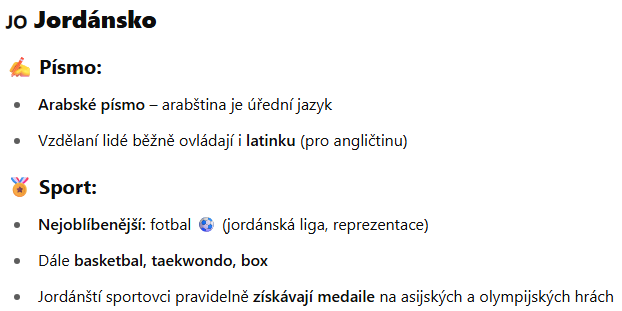 JO Jordánsko
✍️ Písmo:
• Arabské písmo – arabština je úřední jazyk
• Vzdělaní lidé běžně ovládají i latinku (pro angličtinu)
🏅 Sport:
• Nejoblíbenější: fotbal ⚽ (jordánská liga, reprezentace)
• Dále basketbal, taekwondo, box
• Jordánští sportovci pravidelně získávají medaile na asijských a olympijských hrách